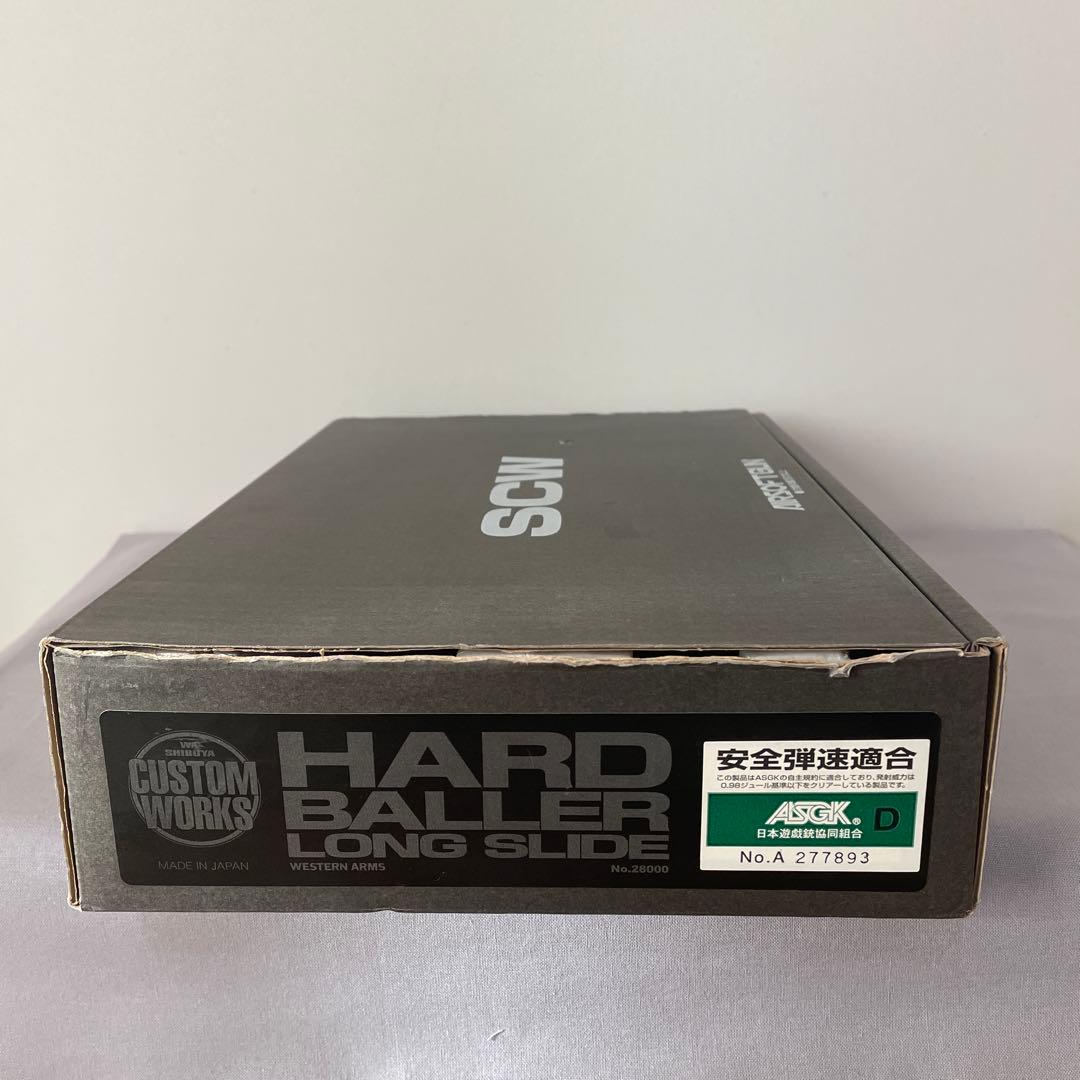 SCW
AIRSOFT GUN
WA
SHIBUYA
CUSTOM
WORKS
MADE IN JAPAN
HARD
BALLER
LONG SLIDE
WESTERN ARMS
No.28000
安全弾速適合
この製品はASGKの自主規約に適合しており、発射威力は
0.98ジュール基準以下をクリアーしている製品です。
ASGK® D
日本遊戯銃協同組合
No.A 277893